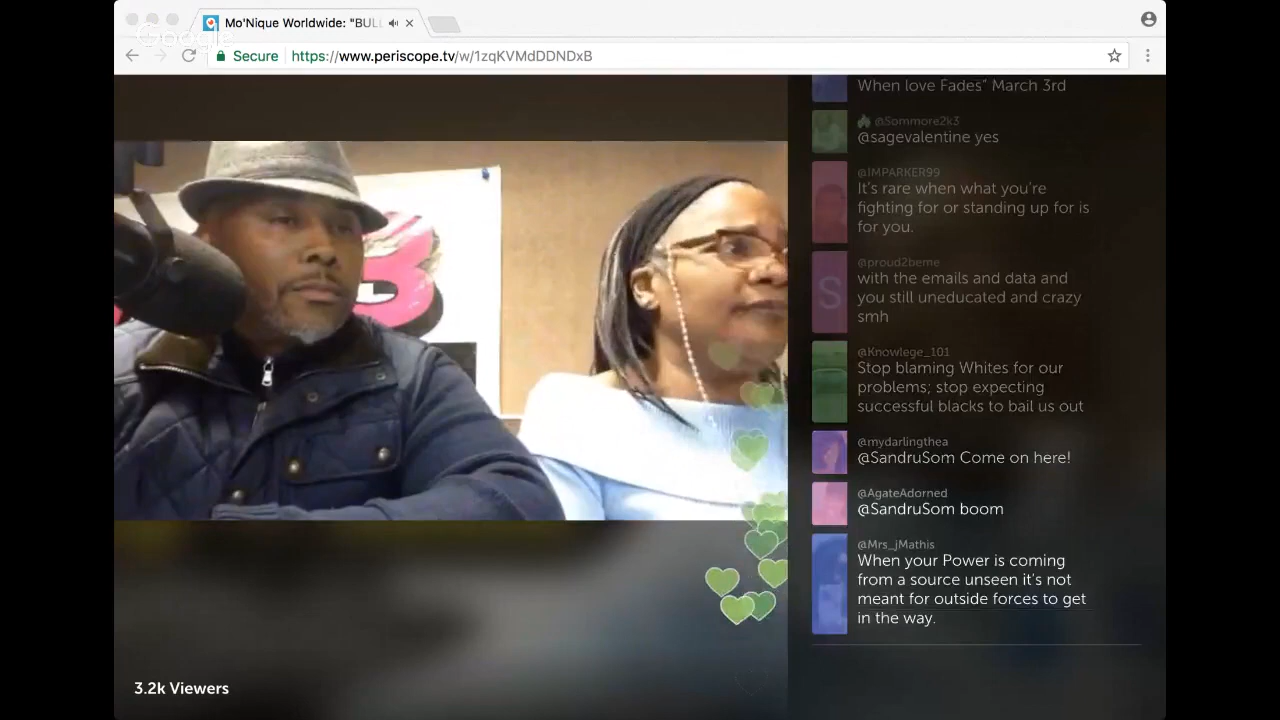 Mo'Nique Worldwide: "BULL
Google
Secure
https://www.periscope.tv/w/1zqKVMdDDNDxB
When love Fades" March 3rd
@Sommore2k3
@sagevalentine yes
@IMPARKER99
It's rare when what you're
fighting for or standing up for is
for you.
@proud2beme
S
with the emails and data and
you still uneducated and crazy
smh
@Knowlege_101
Stop blaming Whites for our
problems; stop expecting
successful blacks to bail us out
@mydarlingthea
@SandruSom Come on here!
@AgateAdorned
@SandruSom boom
@Mrs_jMathis
When your Power is coming
from a source unseen it's not
meant for outside forces to get
in the way.
3.2k Viewers